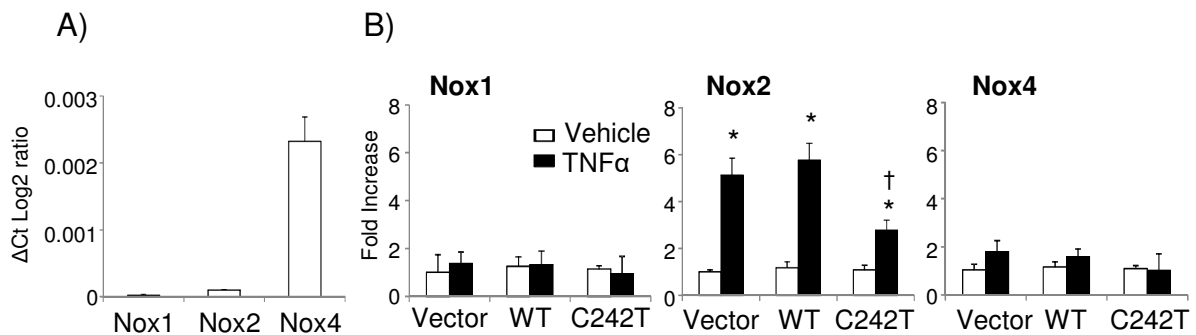 A)
ΔCt Log2 ratio
0.003
0.002
0.001
0
Nox1 Nox2 Nox4
B)
Fold Increase
Nox1
8
6
4
2
0
Vehicle
TNFα
Vector WT C242T
Nox2
8
6
4
2
0
*
*
†
*
Vector WT C242T
Nox4
8
6
4
2
0
Vector WT C242T